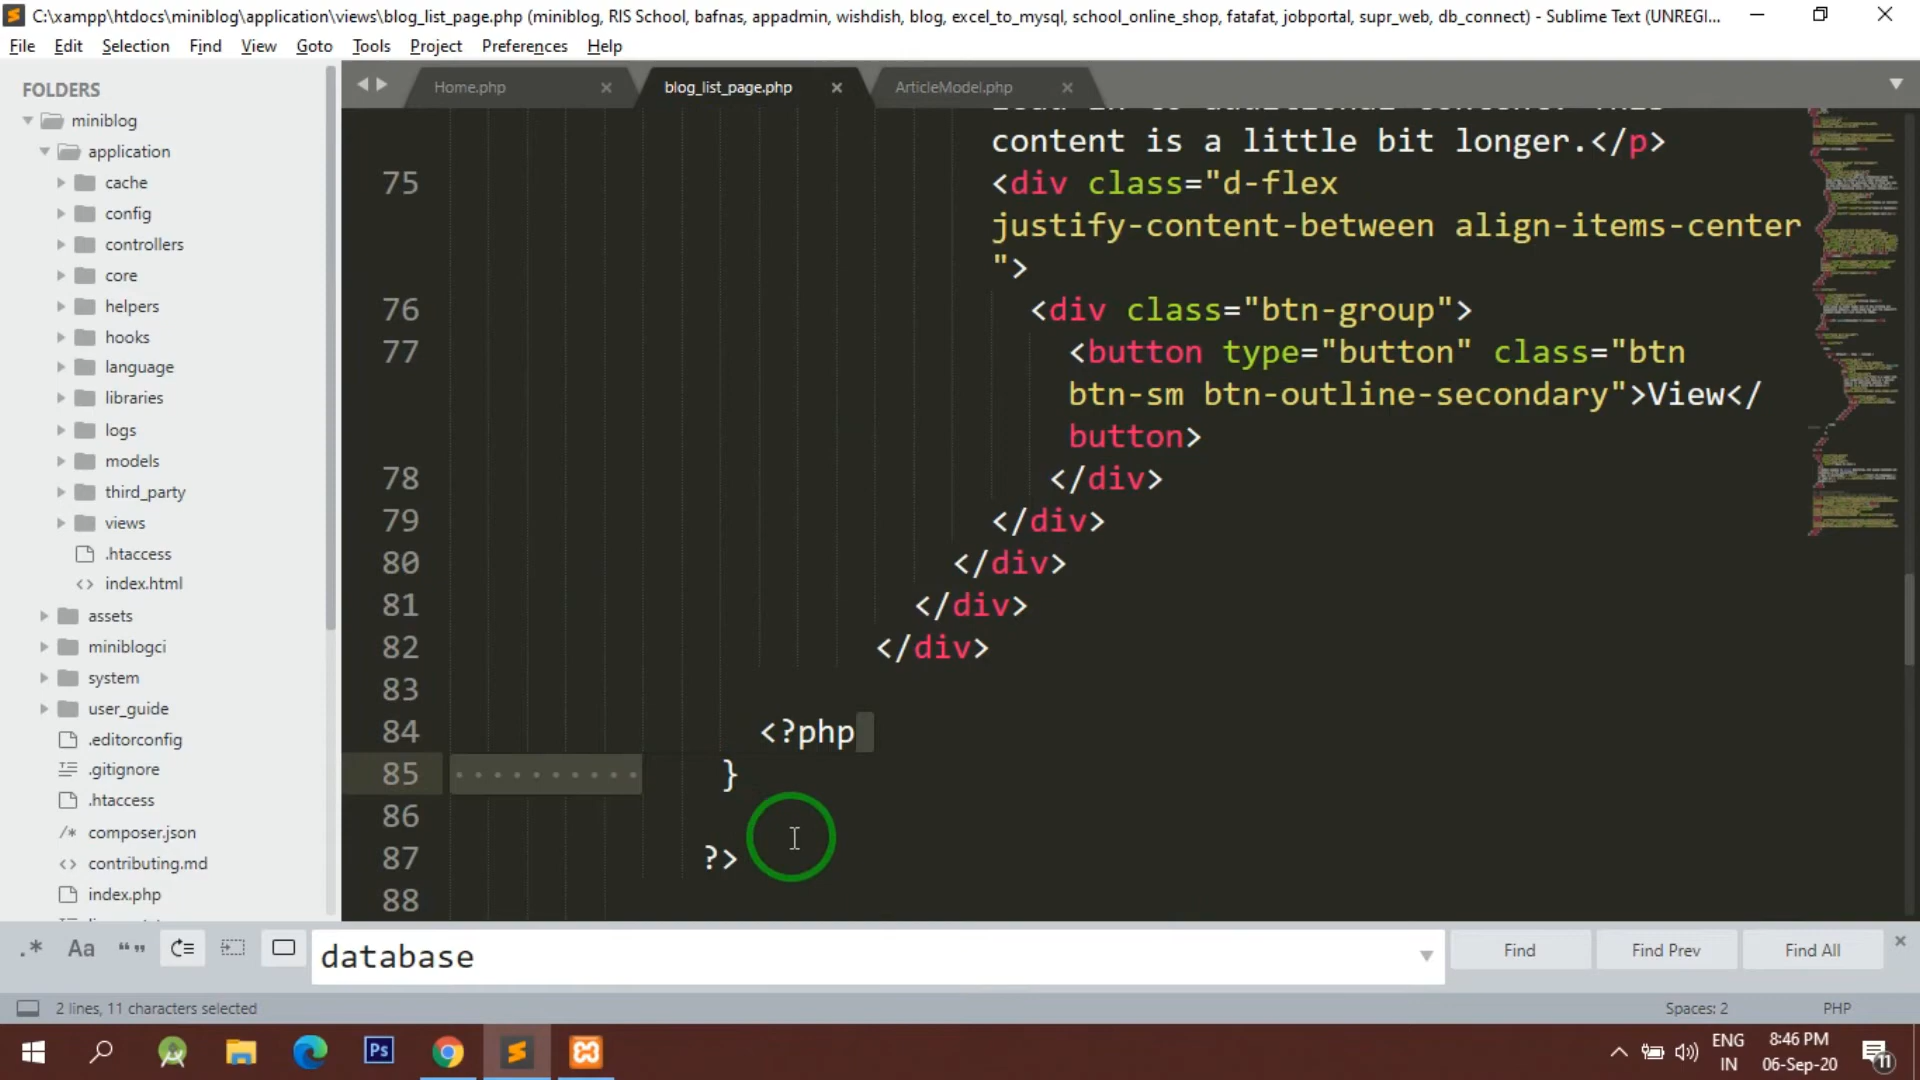 C:\xampp\htdocs\miniblog\application\views\blog_list_page.php (miniblog, RIS School, bafnas, appadmin, wishdish, blog, excel_to_mysql, school_online_shop, fatafat, jobportal, supr_web, db_connect) - Sublime Text (UNREGI...
File Edit Selection Find View Goto Tools Project Preferences Help
FOLDERS
miniblog
application
cache
config
controllers
core
helpers
hooks
language
libraries
logs
models
third_party
views
.htaccess
<> index.html
assets
miniblogci
system
user_guide
.editorconfig
.gitignore
.htaccess
/* composer.json
<> contributing.md
index.php
Home.php
blog_list_page.php
ArticleModel.php
content is a little bit longer.</p>
75 <div class="d-flex
justify-content-between align-items-center
">
76 <div class="btn-group">
77 <button type="button" class="btn
btn-sm btn-outline-secondary">View</
button>
78 </div>
79 </div>
80 </div>
81 </div>
82 </div>
83
84 <?php
85 }
86
87 ?>
88
.* Aa “” database Find Find Prev Find All
2 lines, 11 characters selected Spaces: 2 PHP
Ps
ENG
IN
8:46 PM
06-Sep-20
11